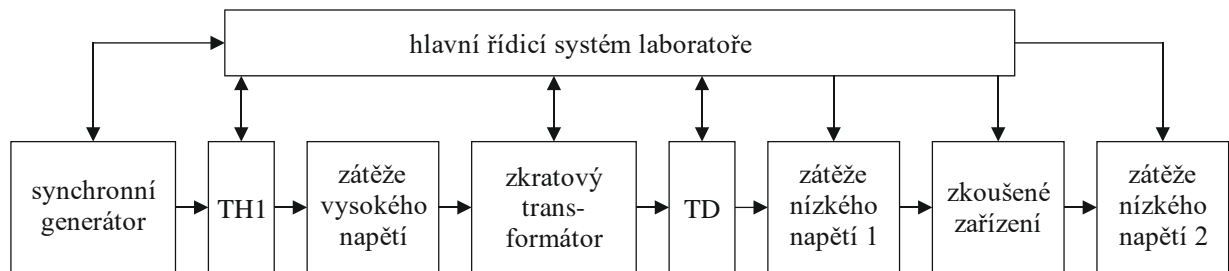 hlavní řídicí systém laboratoře
synchronní
generátor
TH1
zátěže
vysokého
napětí
zkratový
trans-
formátor
TD
zátěže
nízkého
napětí 1
zkoušené
zařízení
zátěže
nízkého
napětí 2